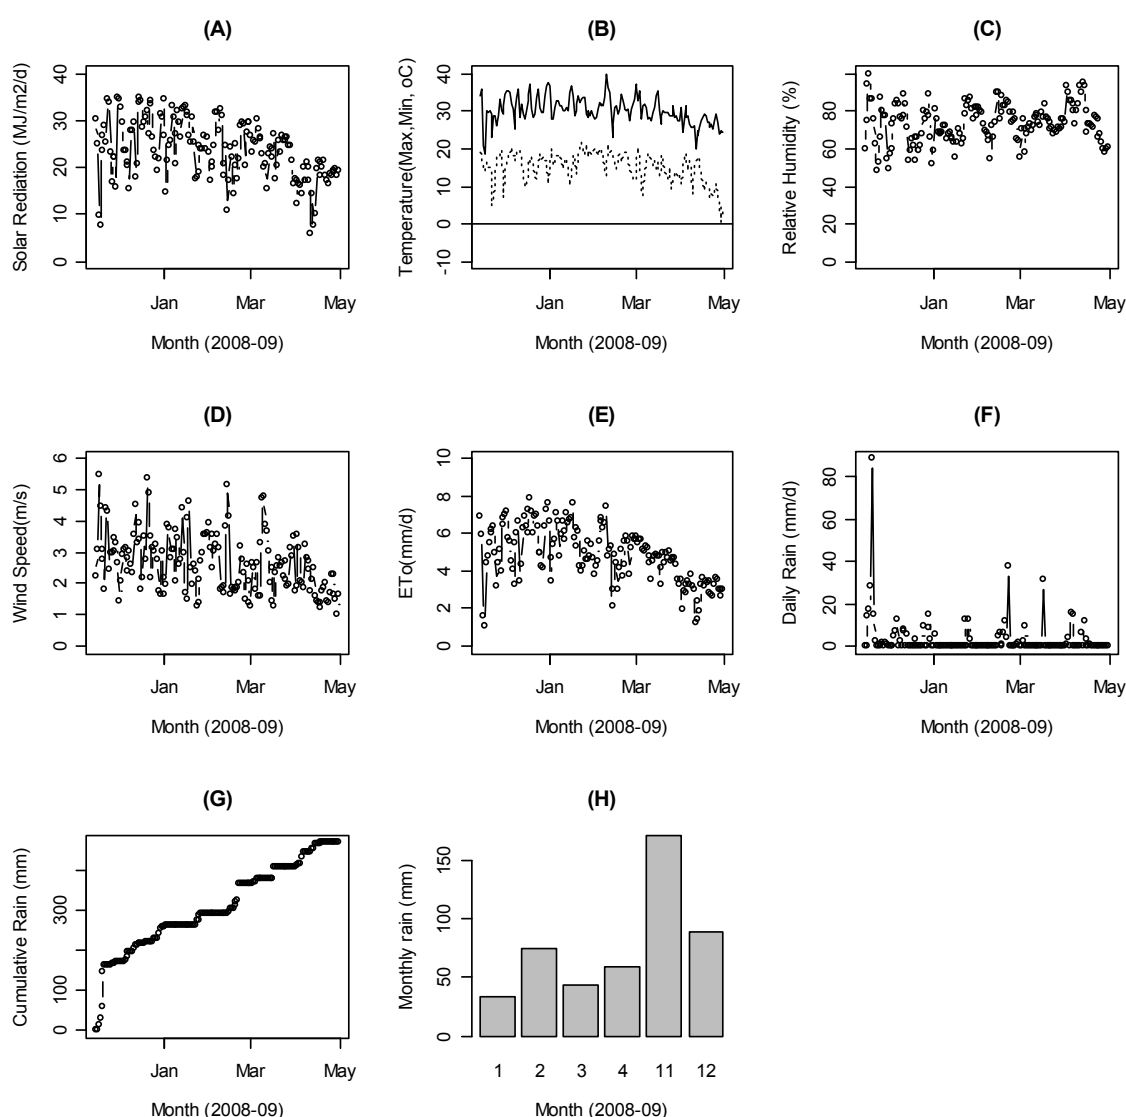 (A)
Solar Rediation (MJ/m2/d)
0
10
20
30
40
Jan
Mar
May
Month (2008-09)
(B)
Temperature(Max,Min, oC)
-10
0
10
20
30
40
Jan
Mar
May
Month (2008-09)
(C)
Relative Humidity (%)
0
20
40
60
80
Jan
Mar
May
Month (2008-09)
(D)
Wind Speed(m/s)
0
1
2
3
4
5
6
Jan
Mar
May
Month (2008-09)
(E)
ETo(mm/d)
0
2
4
6
8
10
Jan
Mar
May
Month (2008-09)
(F)
Daily Rain (mm/d)
0
20
40
60
80
Jan
Mar
May
Month (2008-09)
(G)
Cumulative Rain (mm)
0
100
300
Jan
Mar
May
Month (2008-09)
(H)
Monthly rain (mm)
0
50
100
150
1
2
3
4
11
12
Month (2008-09)